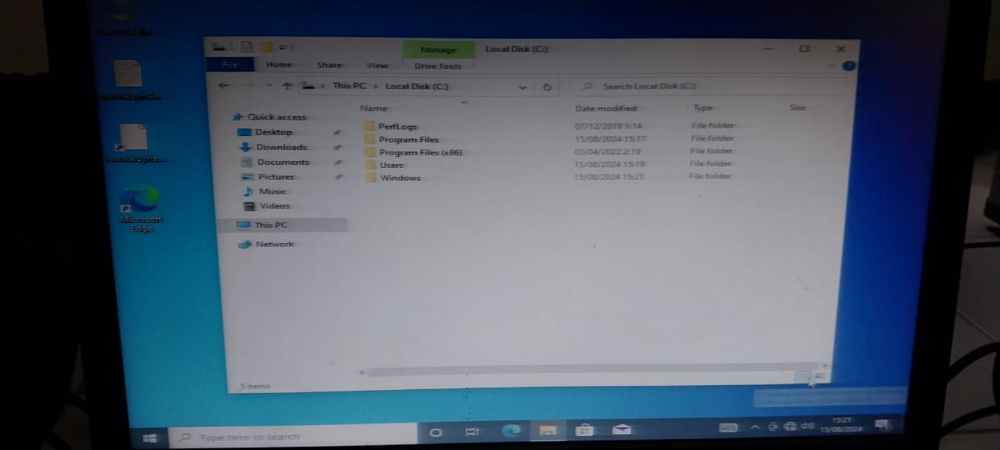 Manage
Local Disk (C:)
File
Home
Share
View
Drive Tools
This PC > Local Disk (C:)
Search Local Disk (C:)
Name
Date modified
Type
Size
Quick access
Desktop
Downloads
Documents
Pictures
Music
Videos
This PC
Network
PerfLogs 07/12/2019 1:14 File folder
Program Files 15/08/2024 15:17 File folder
Program Files (x86) 03/04/2022 2:19 File folder
Users 15/08/2024 15:19 File folder
Windows 15/08/2024 15:21 File folder
5 items
Microsoft
Edge
Type here to search
15:21
15/08/2024